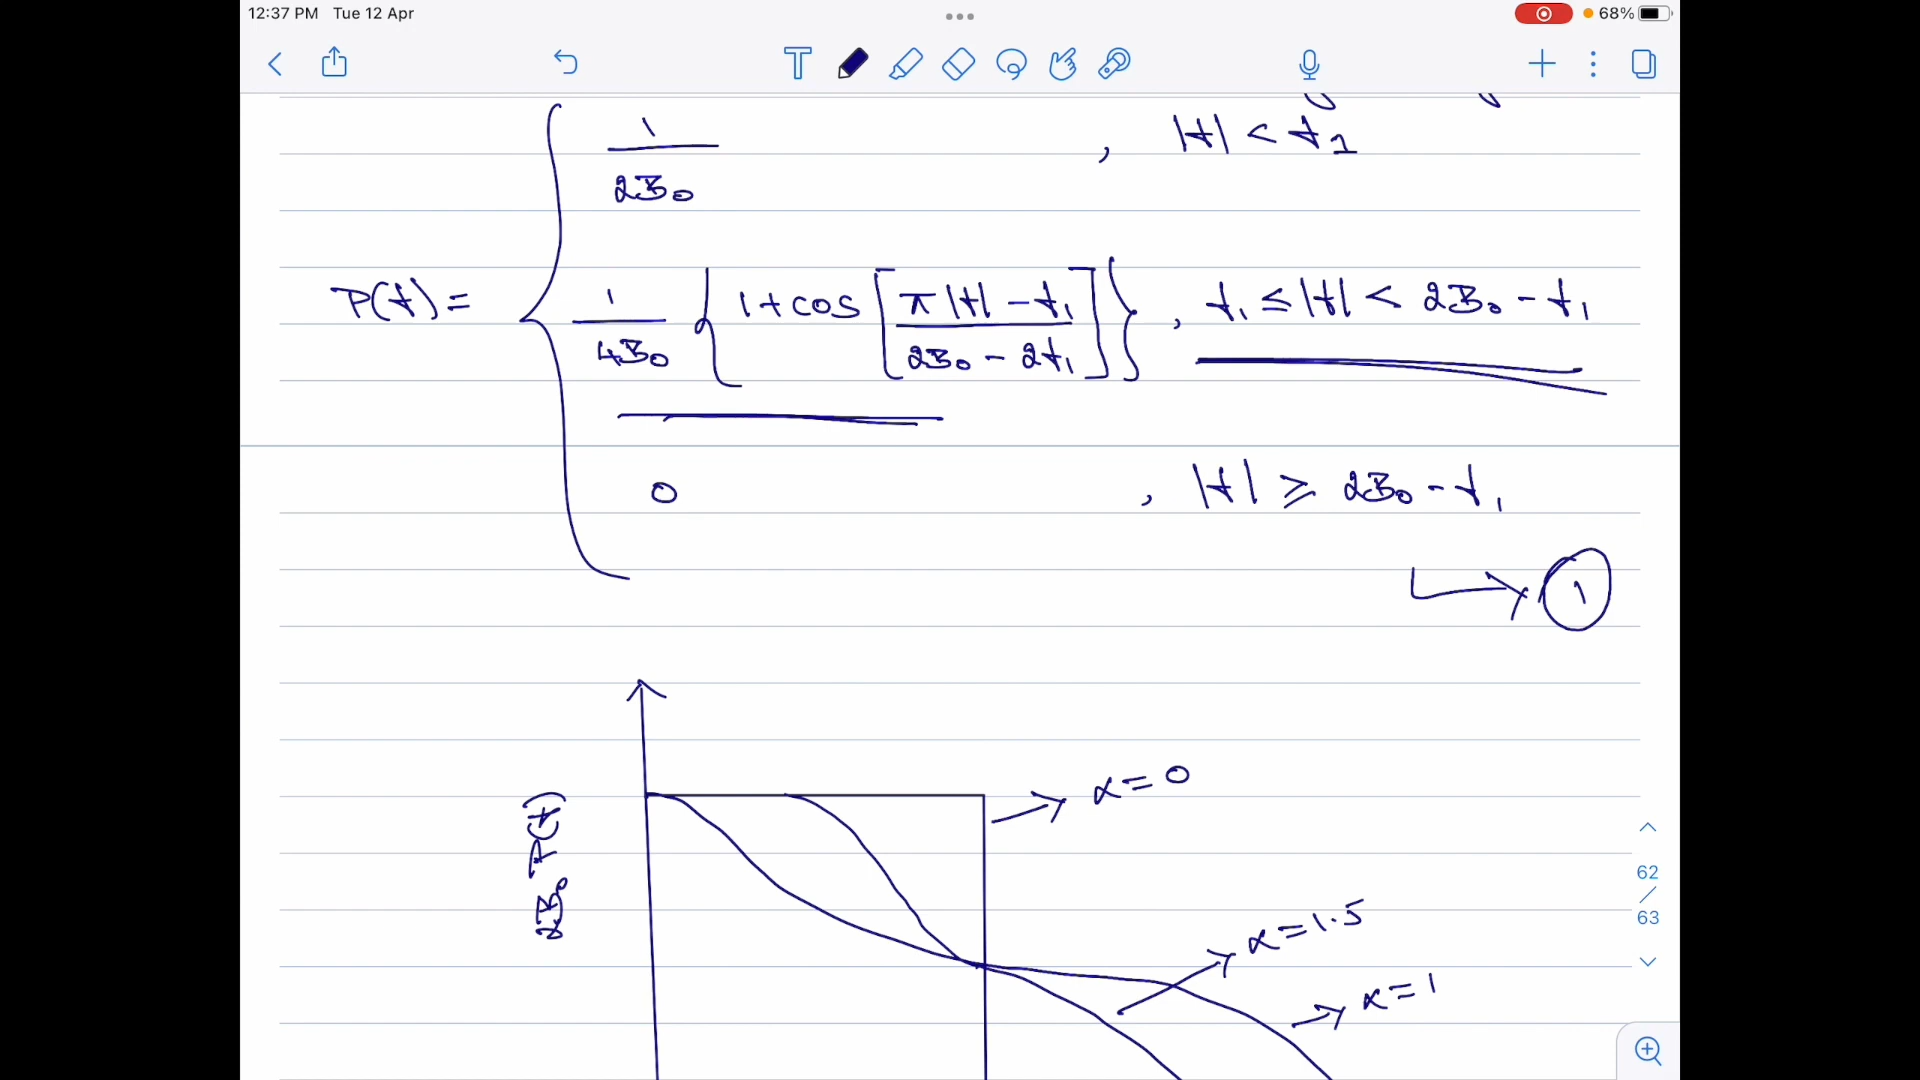 12:37 PM Tue 12 Apr
68%
T
1/2B₀ , |f| < f₁
P(f) = 1/4B₀ { 1 + cos [ π|f| - f₁ / 2B₀ - 2f₁ ] } , f₁ ≤ |f| < 2B₀ - f₁
0 , |f| ≥ 2B₀ - f₁
1
α = 0
2B₀ P(f)
62
/
63
α = 1.5
α = 1